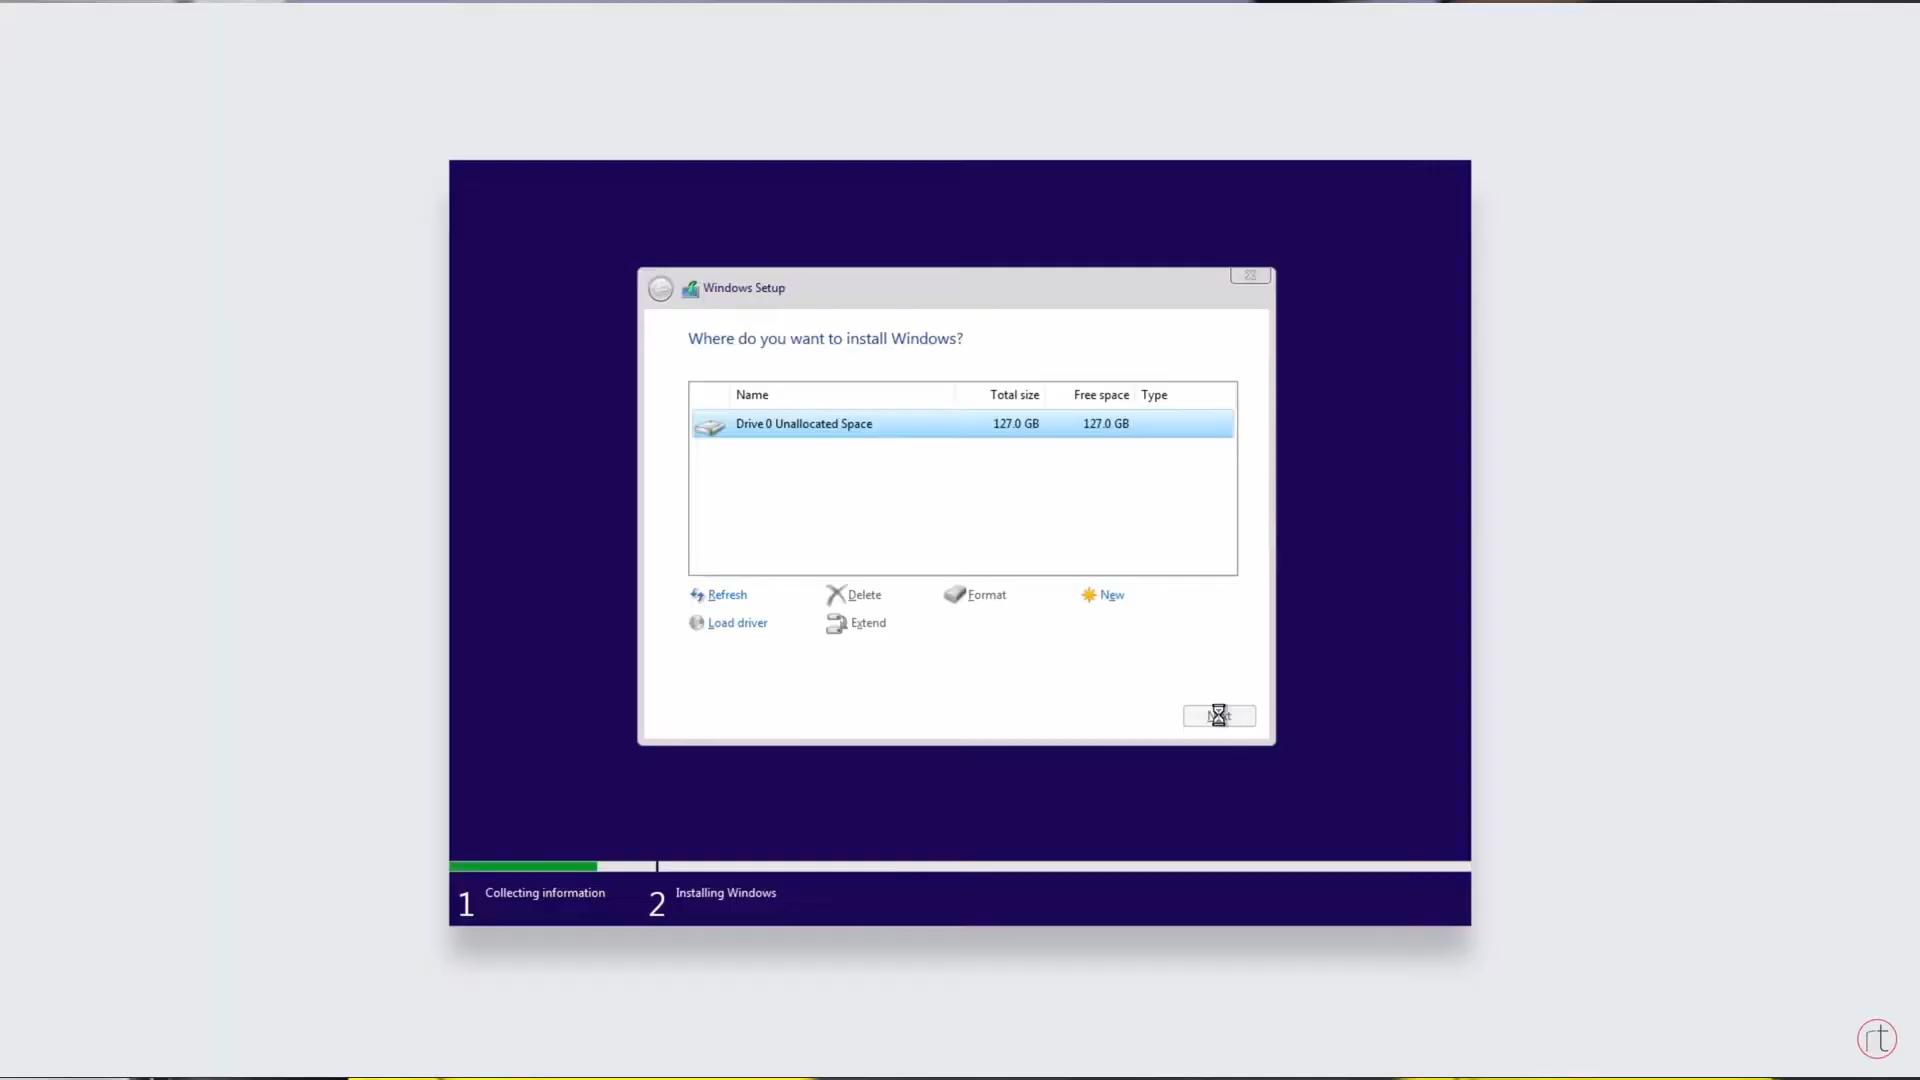 Windows Setup
Where do you want to install Windows?
Name Total size Free space Type
Drive 0 Unallocated Space 127.0 GB 127.0 GB
Refresh Delete Format New
Load driver Extend
1 Collecting information 2 Installing Windows
rt